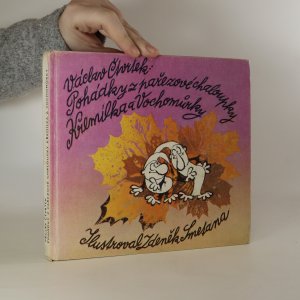 Václav Čtvrtek:
Pohádky z pařezové chaloupky
Křemílka a Vochomůrky
Ilustroval Zdeněk Smetana